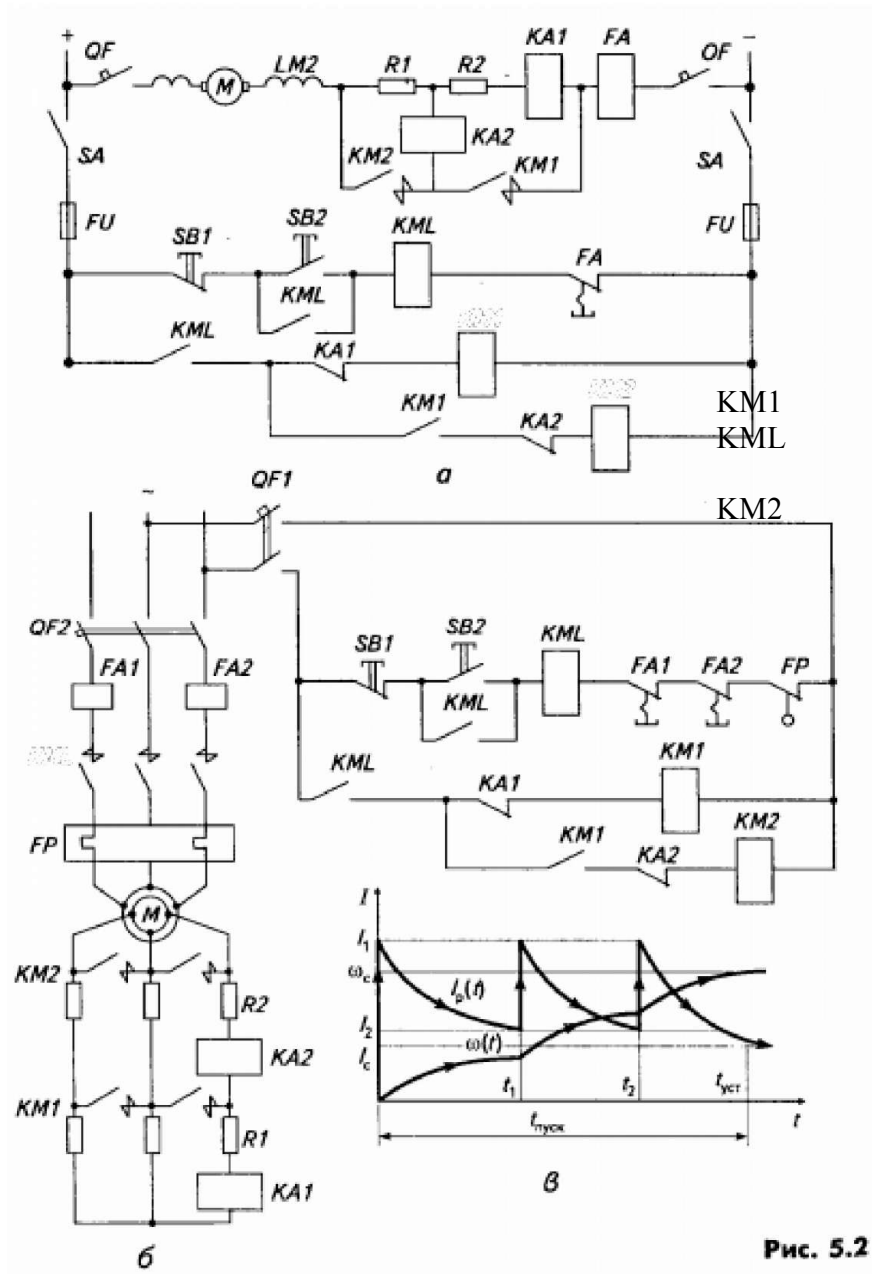 + QF LM2 R1 R2 KA1 FA QF −
M
SA KM2 KA2 KM1 SA
FU SB1 SB2 KML FA FU
KML
KML KA1
KM1 KA2 KM1
KML
а
QF1
~ KM2
QF2
FA1 FA2 SB1 SB2 KML FA1 FA2 FP
KML
KML KA1 KM1
FP KM1 KA2 KM2
M
I
I₁
ωc
KM2 R2 Iр(t)
I₂ ω(t)
KA2 Ic
t₁ t₂ tуст
KM1 tпуск t
R1
в
KA1
б
Рис. 5.2